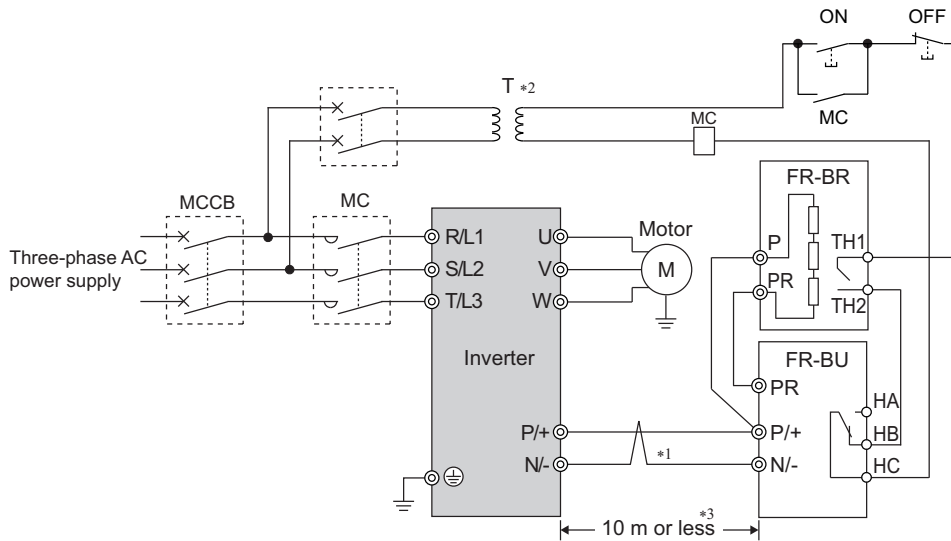 ON
OFF
T *2
MC
MC
FR-BR
MCCB
MC
Motor
P
TH1
R/L1
U
Three-phase AC
power supply
S/L2
V
M
PR
T/L3
W
TH2
Inverter
FR-BU
PR
HA
P/+
P/+
HB
*1
N/-
N/-
HC
10 m or less *3